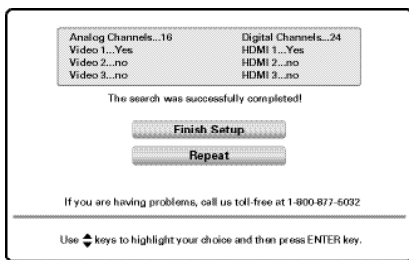 Analog Channels...16 Digital Channels...24
Video 1...Yes HDMI 1...Yes
Video 2...no HDMI 2...no
Video 3...no HDMI 3...no
The search was successfully completed!
Finish Setup
Repeat
If you are having problems, call us toll-free at 1-800-877-5032
Use keys to highlight your choice and then press ENTER key.